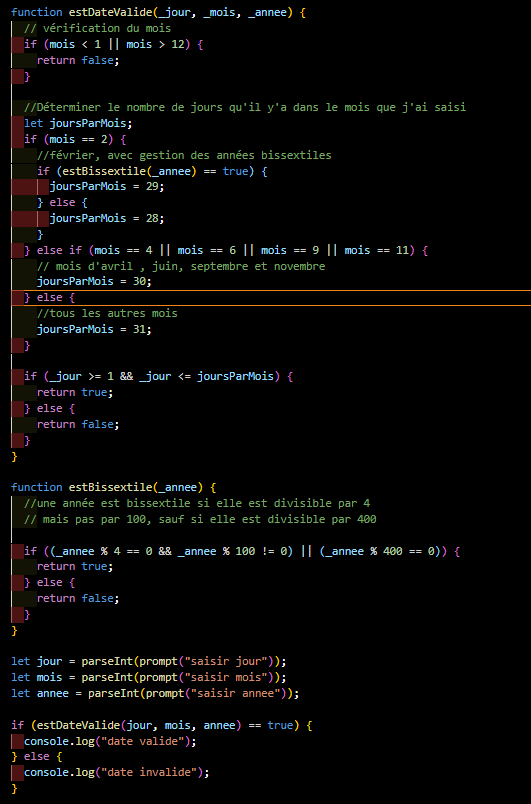 function estDateValide(_jour, _mois, _annee) {
  // vérification du mois
  if (mois < 1 || mois > 12) {
    return false;
  }

  //Déterminer le nombre de jours qu'il y'a dans le mois que j'ai saisi
  let joursParMois;
  if (mois == 2) {
    //février, avec gestion des années bissextiles
    if (estBissextile(_annee) == true) {
      joursParMois = 29;
    } else {
      joursParMois = 28;
    }
  } else if (mois == 4 || mois == 6 || mois == 9 || mois == 11) {
    // mois d'avril , juin, septembre et novembre
    joursParMois = 30;
  } else {
    //tous les autres mois
    joursParMois = 31;
  }

  if (_jour >= 1 && _jour <= joursParMois) {
    return true;
  } else {
    return false;
  }
}

function estBissextile(_annee) {
  //une année est bissextile si elle est divisible par 4
  // mais pas par 100, sauf si elle est divisible par 400

  if ((_annee % 4 == 0 && _annee % 100 != 0) || (_annee % 400 == 0)) {
    return true;
  } else {
    return false;
  }
}

let jour = parseInt(prompt("saisir jour"));
let mois = parseInt(prompt("saisir mois"));
let annee = parseInt(prompt("saisir annee"));

if (estDateValide(jour, mois, annee) == true) {
  console.log("date valide");
} else {
  console.log("date invalide");
}